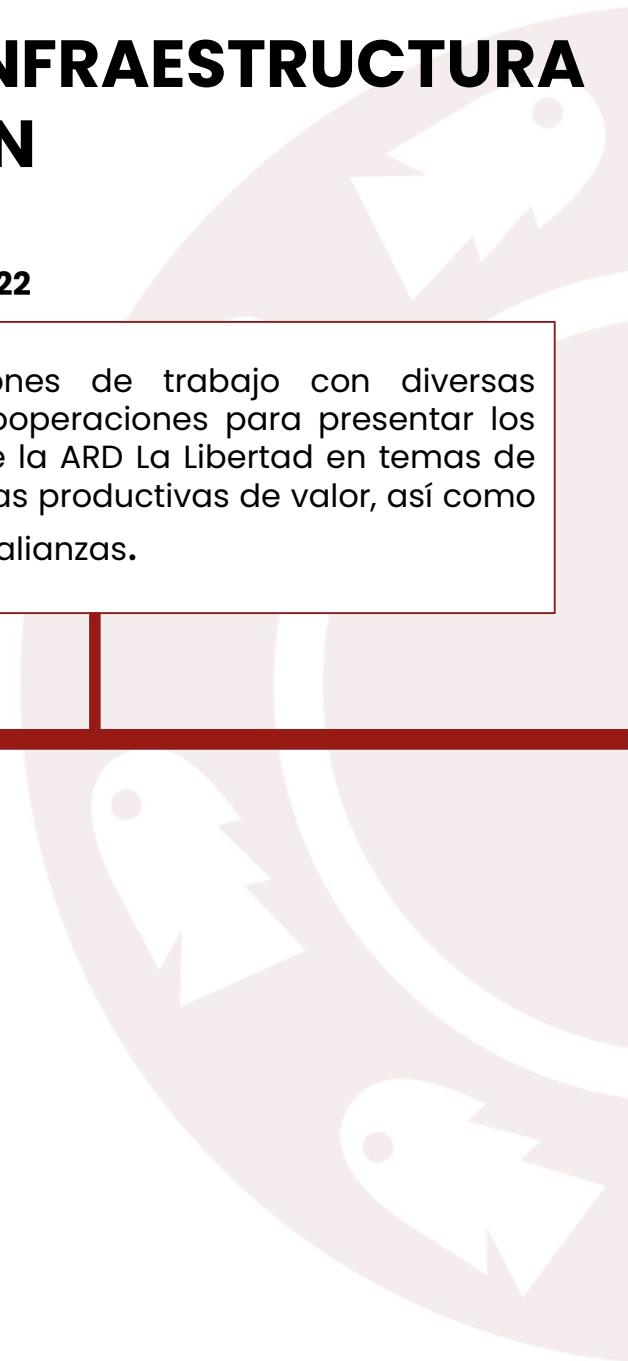 NFRAESTRUCTURA
N
22
ones de trabajo con diversas
ooperaciones para presentar los
e la ARD La Libertad en temas de
as productivas de valor, así como
alianzas.